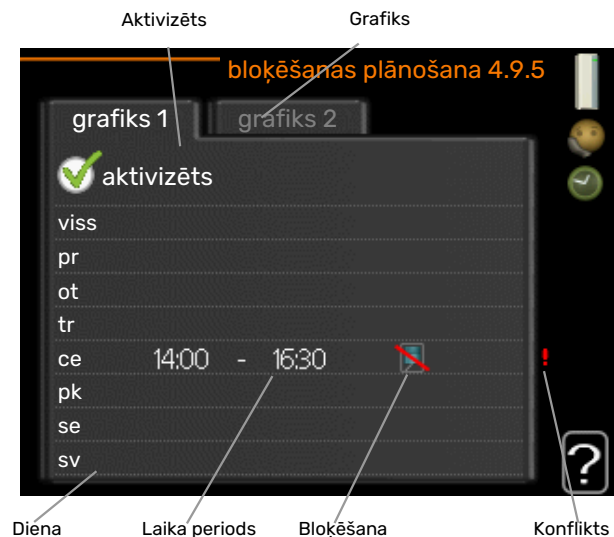 Aktivizēts Grafiks
bloķēšanas plānošana 4.9.5
grafiks 1 grafiks 2
aktivizēts
viss
pr
ot
tr
ce 14:00 - 16:30 !
pk
se
sv
?
Diena Laika periods Bloķēšana Konflikts